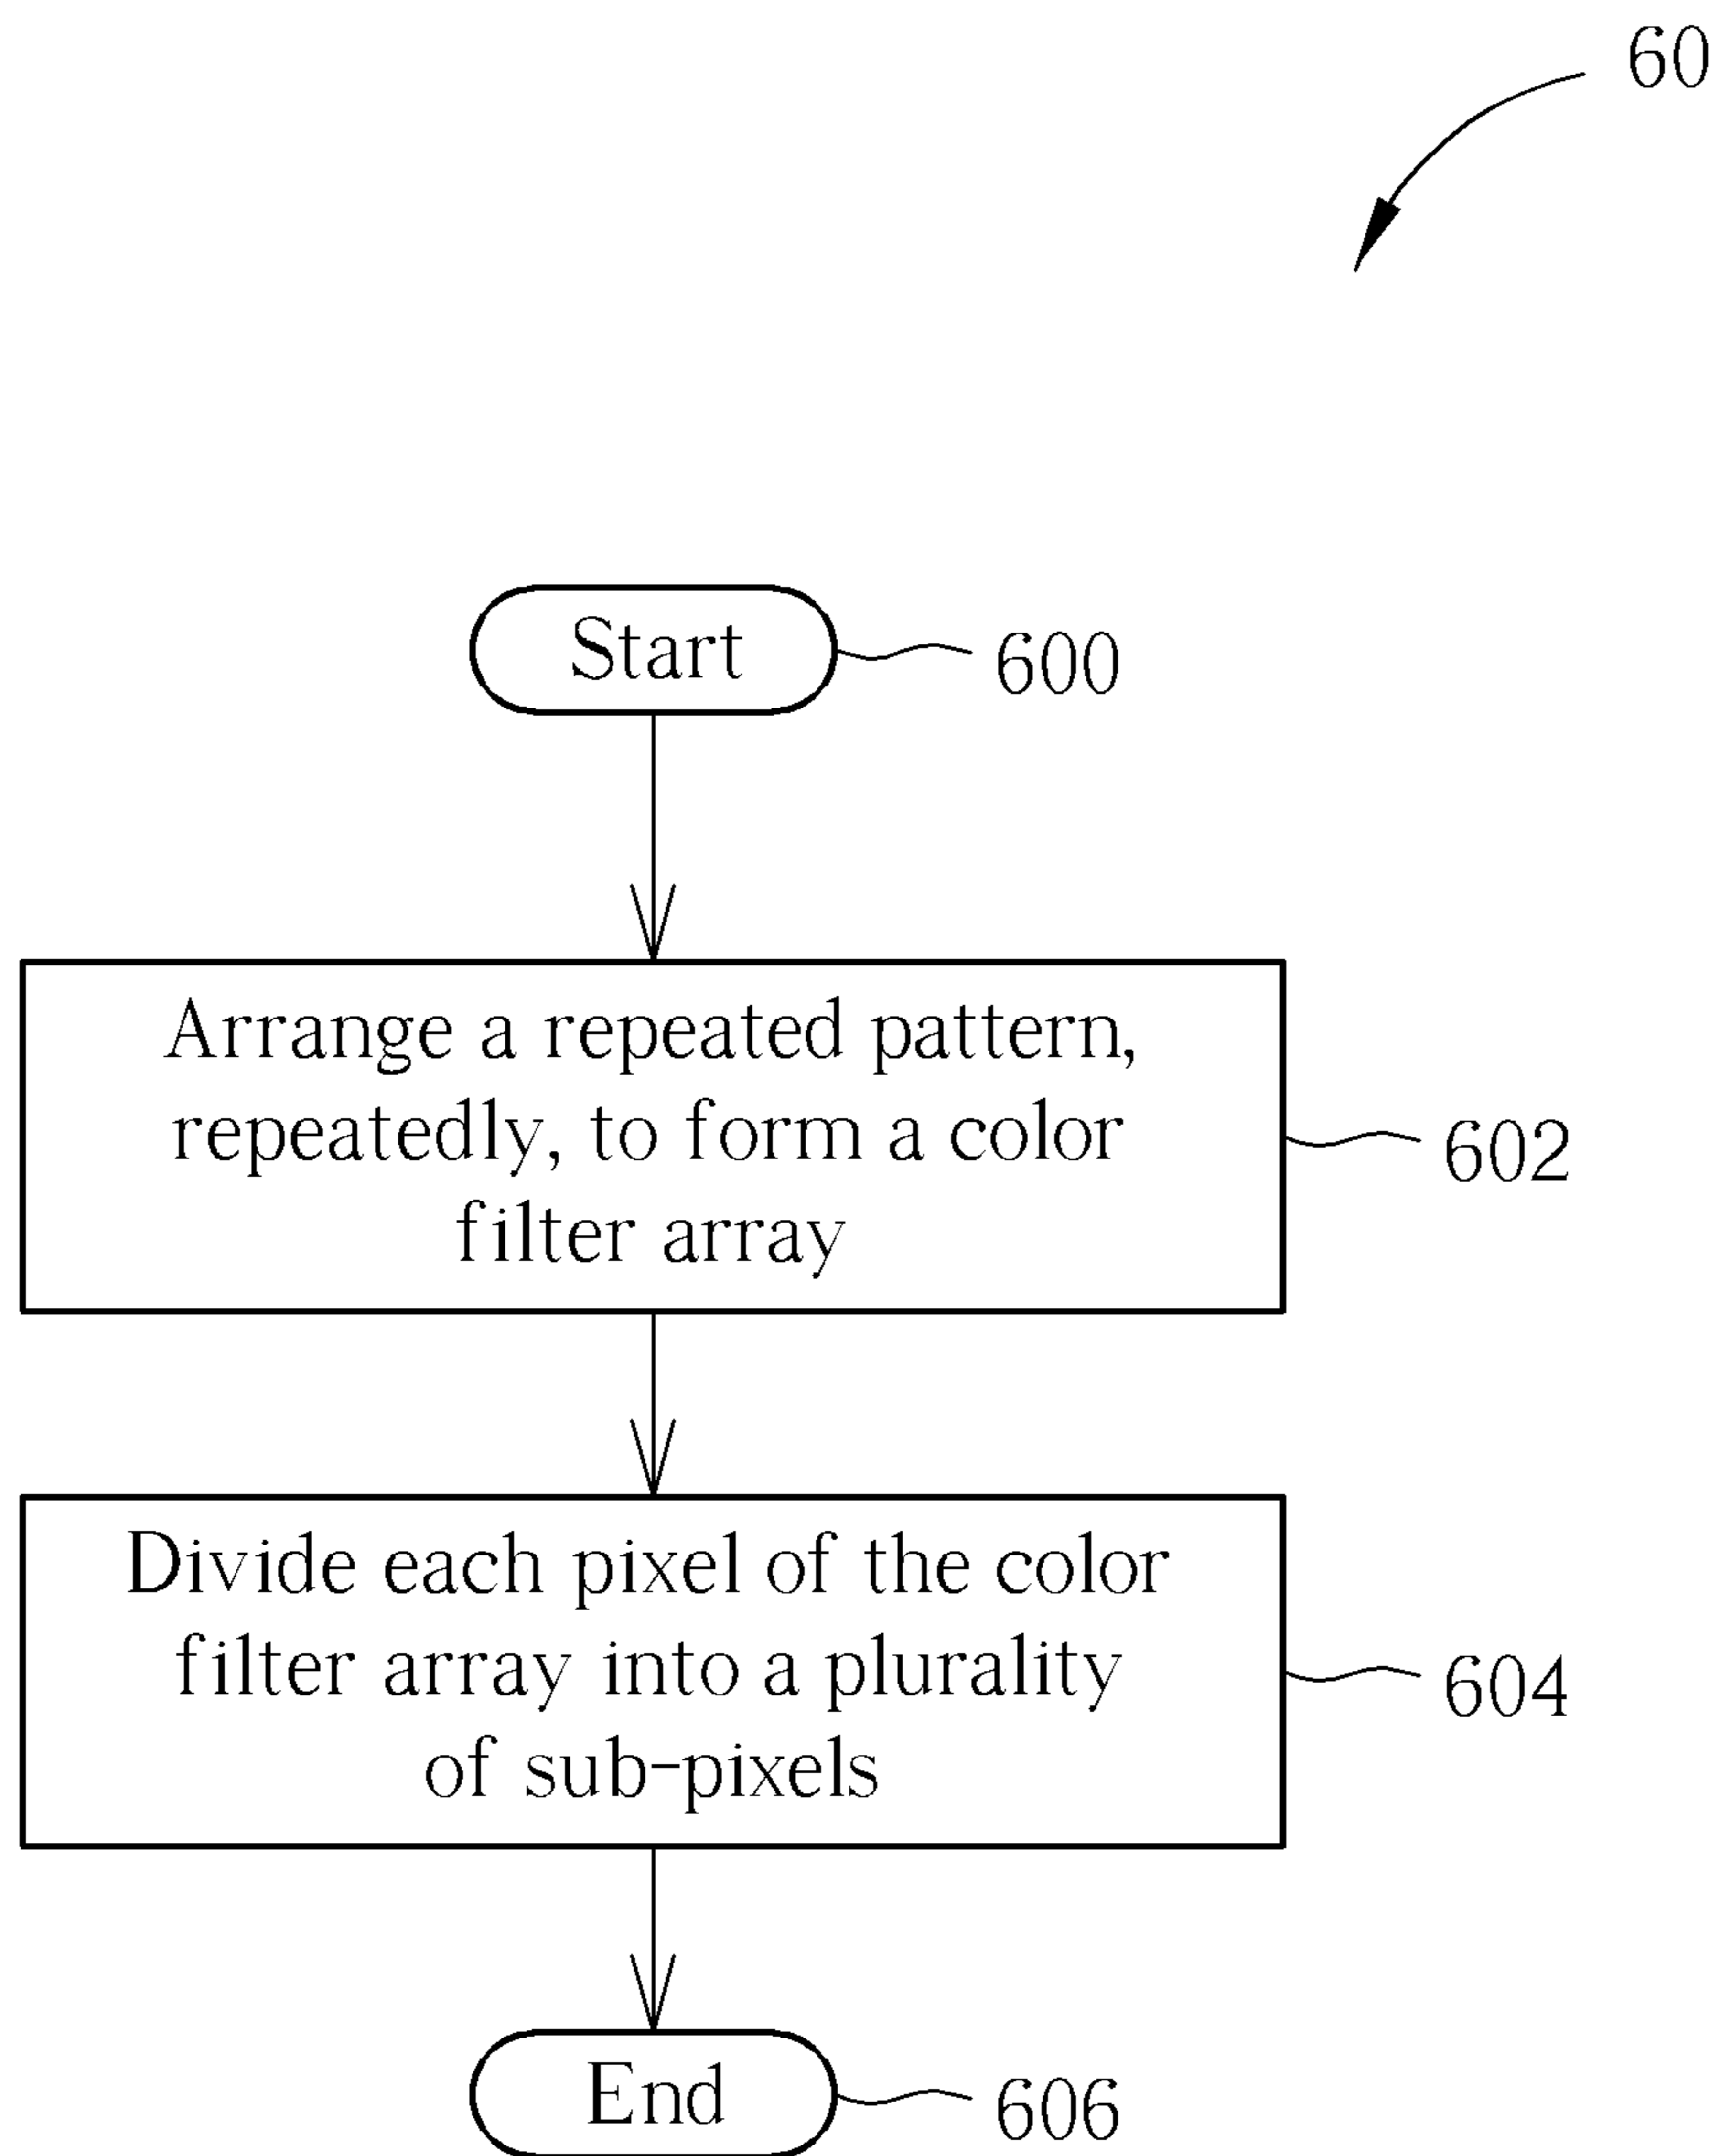 60
Start
600
Arrange a repeated pattern,
repeatedly, to form a color
filter array
602
Divide each pixel of the color
filter array into a plurality
of sub-pixels
604
End
606